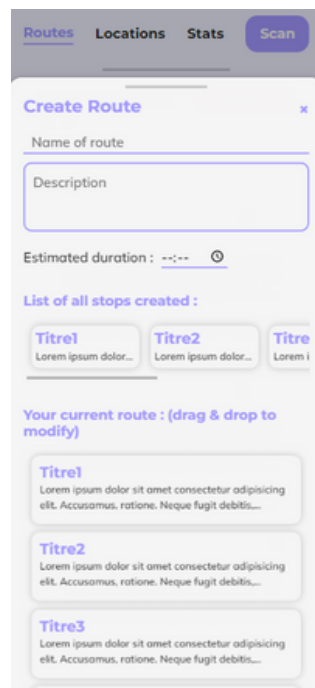 Routes Locations Stats Scan
Create Route ×
Name of route
Description
Estimated duration : --:--
List of all stops created :
Titre1 Titre2 Titre
Lorem ipsum dolor... Lorem ipsum dolor... Lorem i
Your current route : (drag & drop to
modify)
Titre1
Lorem ipsum dolor sit amet consectetur adipisicing
elit. Accusamus, ratione. Neque fugit debitis,...
Titre2
Lorem ipsum dolor sit amet consectetur adipisicing
elit. Accusamus, ratione. Neque fugit debitis,...
Titre3
Lorem ipsum dolor sit amet consectetur adipisicing
elit. Accusamus, ratione. Neque fugit debitis,...